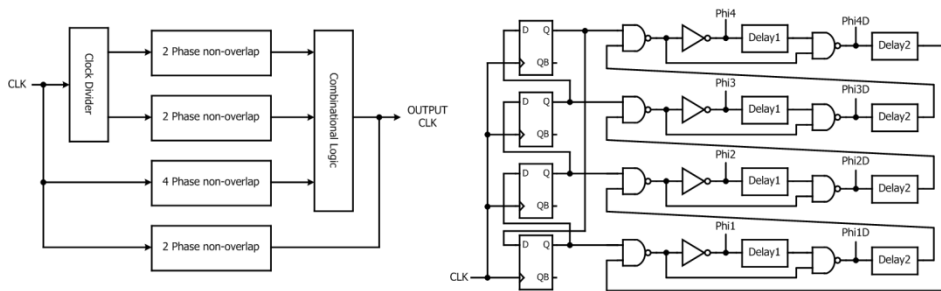 CLK
Clock Divider
2 Phase non-overlap
2 Phase non-overlap
4 Phase non-overlap
2 Phase non-overlap
Combinational Logic
OUTPUT
CLK
D Q
QB
Phi4
Delay1
Phi4D
Delay2
D Q
QB
Phi3
Delay1
Phi3D
Delay2
D Q
QB
Phi2
Delay1
Phi2D
Delay2
D Q
QB
Phi1
Delay1
Phi1D
Delay2
CLK